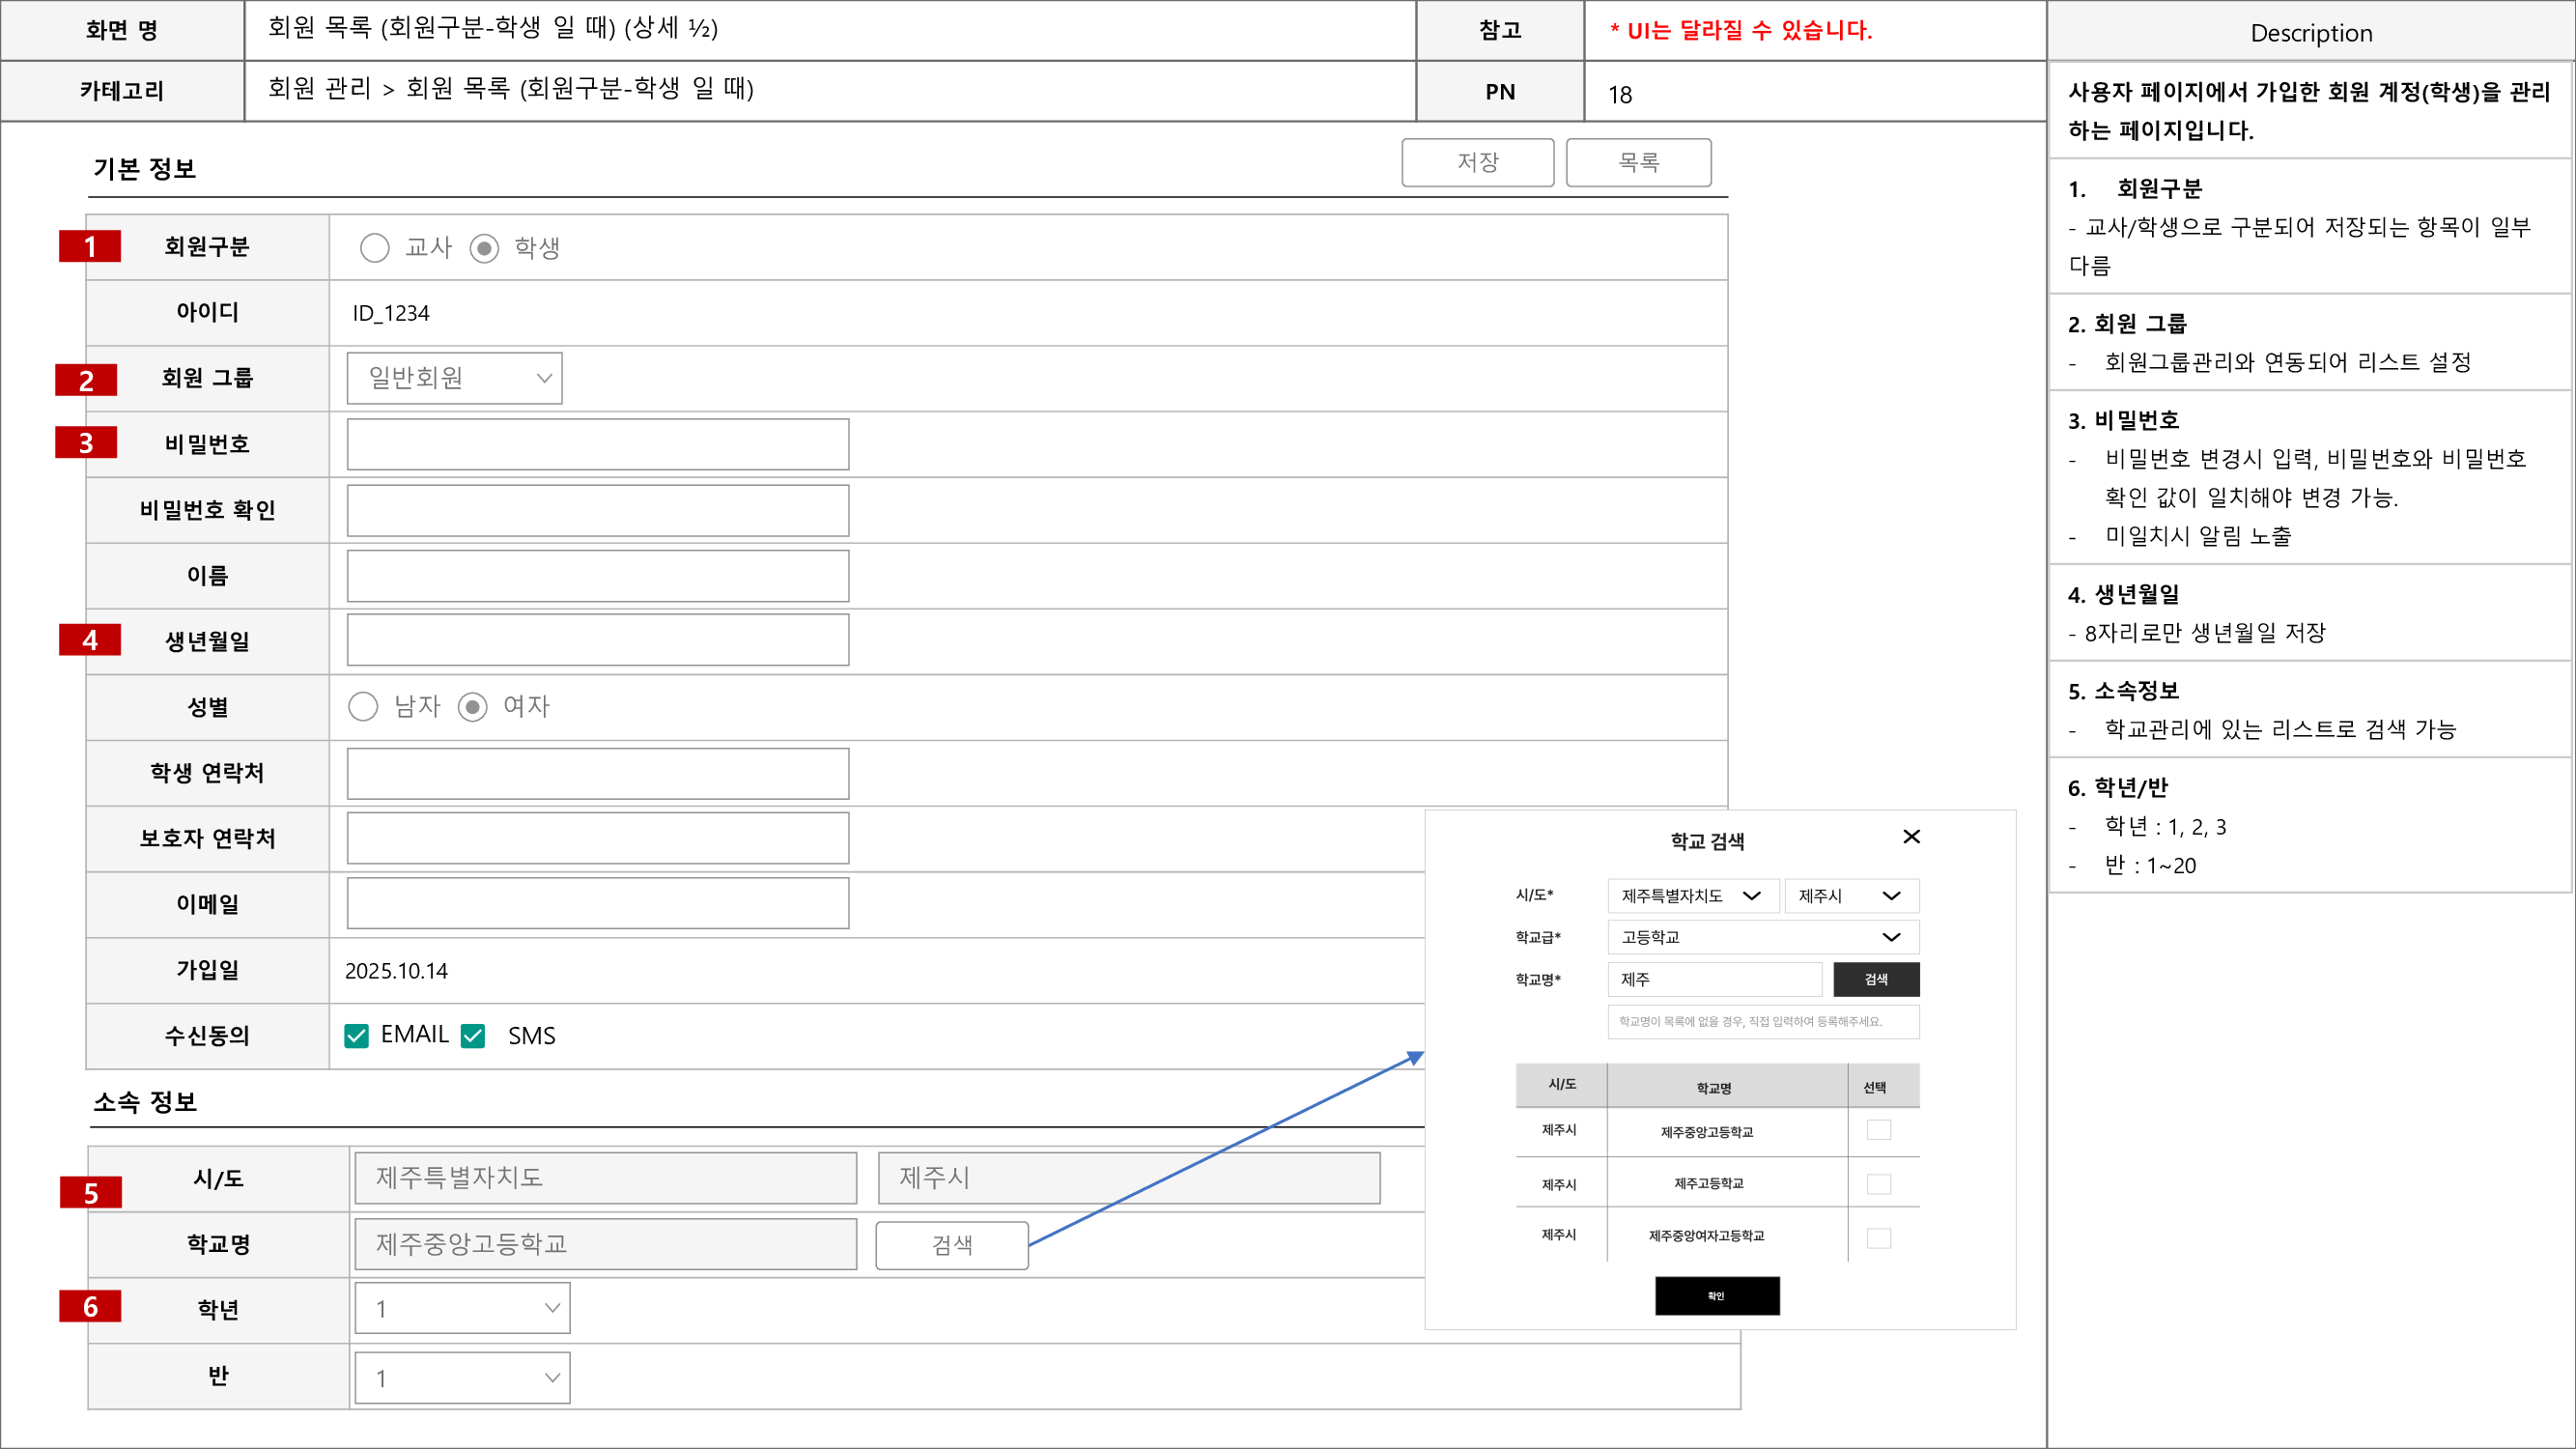 화면 명
회원 목록 (회원구분-학생 일 때) (상세 ½)
참고
* UI는 달라질 수 있습니다.
Description
카테고리
회원 관리 > 회원 목록 (회원구분-학생 일 때)
PN
18
기본 정보
저장
목록
1
회원구분
교사
학생
아이디
ID_1234
2
회원 그룹
일반회원
3
비밀번호
비밀번호 확인
이름
4
생년월일
성별
남자
여자
학생 연락처
보호자 연락처
이메일
가입일
2025.10.14
수신동의
EMAIL
SMS
소속 정보
5
시/도
제주특별자치도
제주시
학교명
제주중앙고등학교
검색
6
학년
1
반
1
학교 검색
시/도*
제주특별자치도
제주시
학교급*
고등학교
학교명*
제주
검색
학교명이 목록에 없을 경우, 직접 입력하여 등록해주세요.
시/도
학교명
선택
제주시
제주중앙고등학교
제주시
제주고등학교
제주시
제주중앙여자고등학교
확인
사용자 페이지에서 가입한 회원 계정(학생)을 관리
하는 페이지입니다.
1. 회원구분
- 교사/학생으로 구분되어 저장되는 항목이 일부
다름
2. 회원 그룹
- 회원그룹관리와 연동되어 리스트 설정
3. 비밀번호
- 비밀번호 변경시 입력, 비밀번호와 비밀번호
확인 값이 일치해야 변경 가능.
- 미일치시 알림 노출
4. 생년월일
- 8자리로만 생년월일 저장
5. 소속정보
- 학교관리에 있는 리스트로 검색 가능
6. 학년/반
- 학년 : 1, 2, 3
- 반 : 1~20